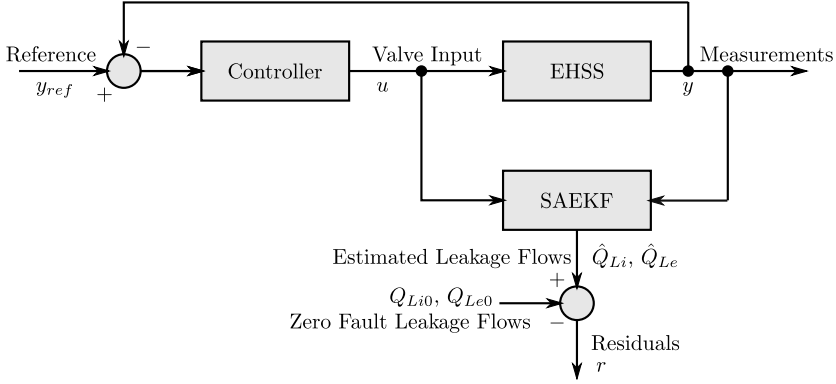 −
Reference
Valve Input
Measurements
Controller
EHSS
y_ref
+
u
y
SAEKF
Estimated Leakage Flows
Q̂_Li, Q̂_Le
+
Q_Li0, Q_Le0
Zero Fault Leakage Flows
−
Residuals
r